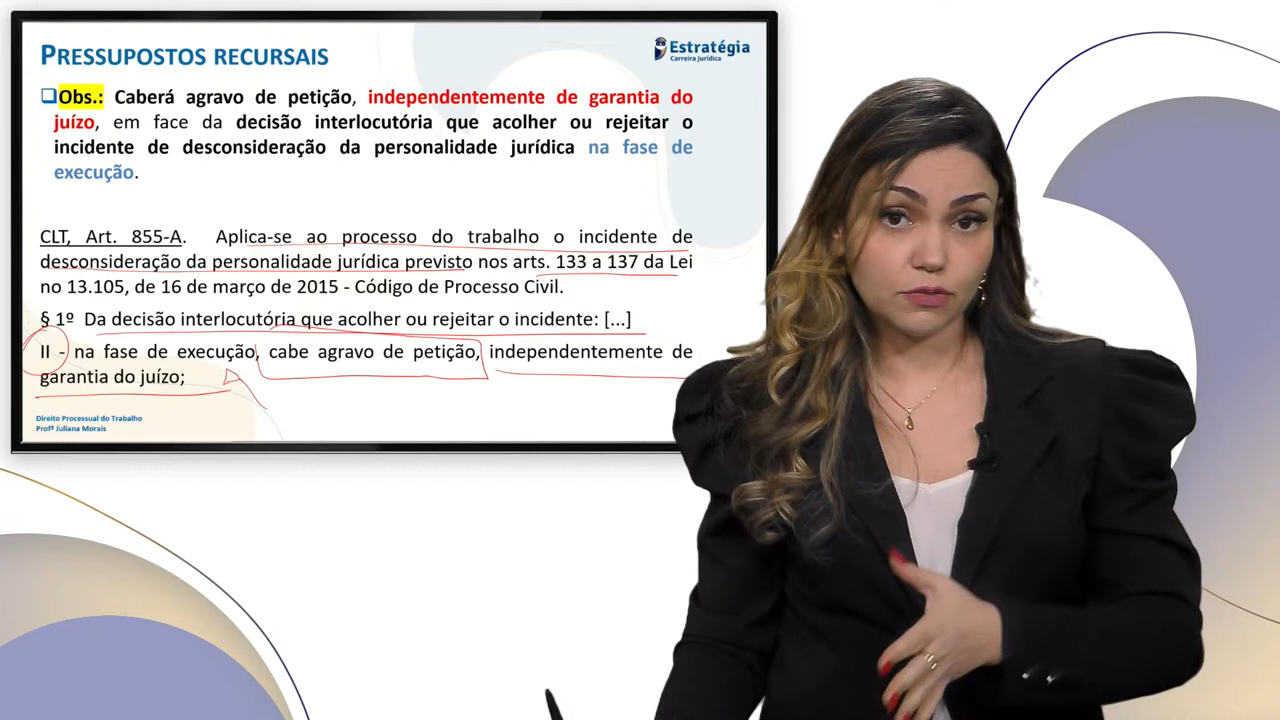 PRESSUPOSTOS RECURSAIS
Estratégia
Carreira Jurídica
Obs.: Caberá agravo de petição, independentemente de garantia do
juízo, em face da decisão interlocutória que acolher ou rejeitar o
incidente de desconsideração da personalidade jurídica na fase de
execução.
CLT, Art. 855-A. Aplica-se ao processo do trabalho o incidente de
desconsideração da personalidade jurídica previsto nos arts. 133 a 137 da Lei
no 13.105, de 16 de março de 2015 - Código de Processo Civil.
§ 1º Da decisão interlocutória que acolher ou rejeitar o incidente: [...]
II - na fase de execução, cabe agravo de petição, independentemente de
garantia do juízo;
Direito Processual do Trabalho
Profª Juliana Morais